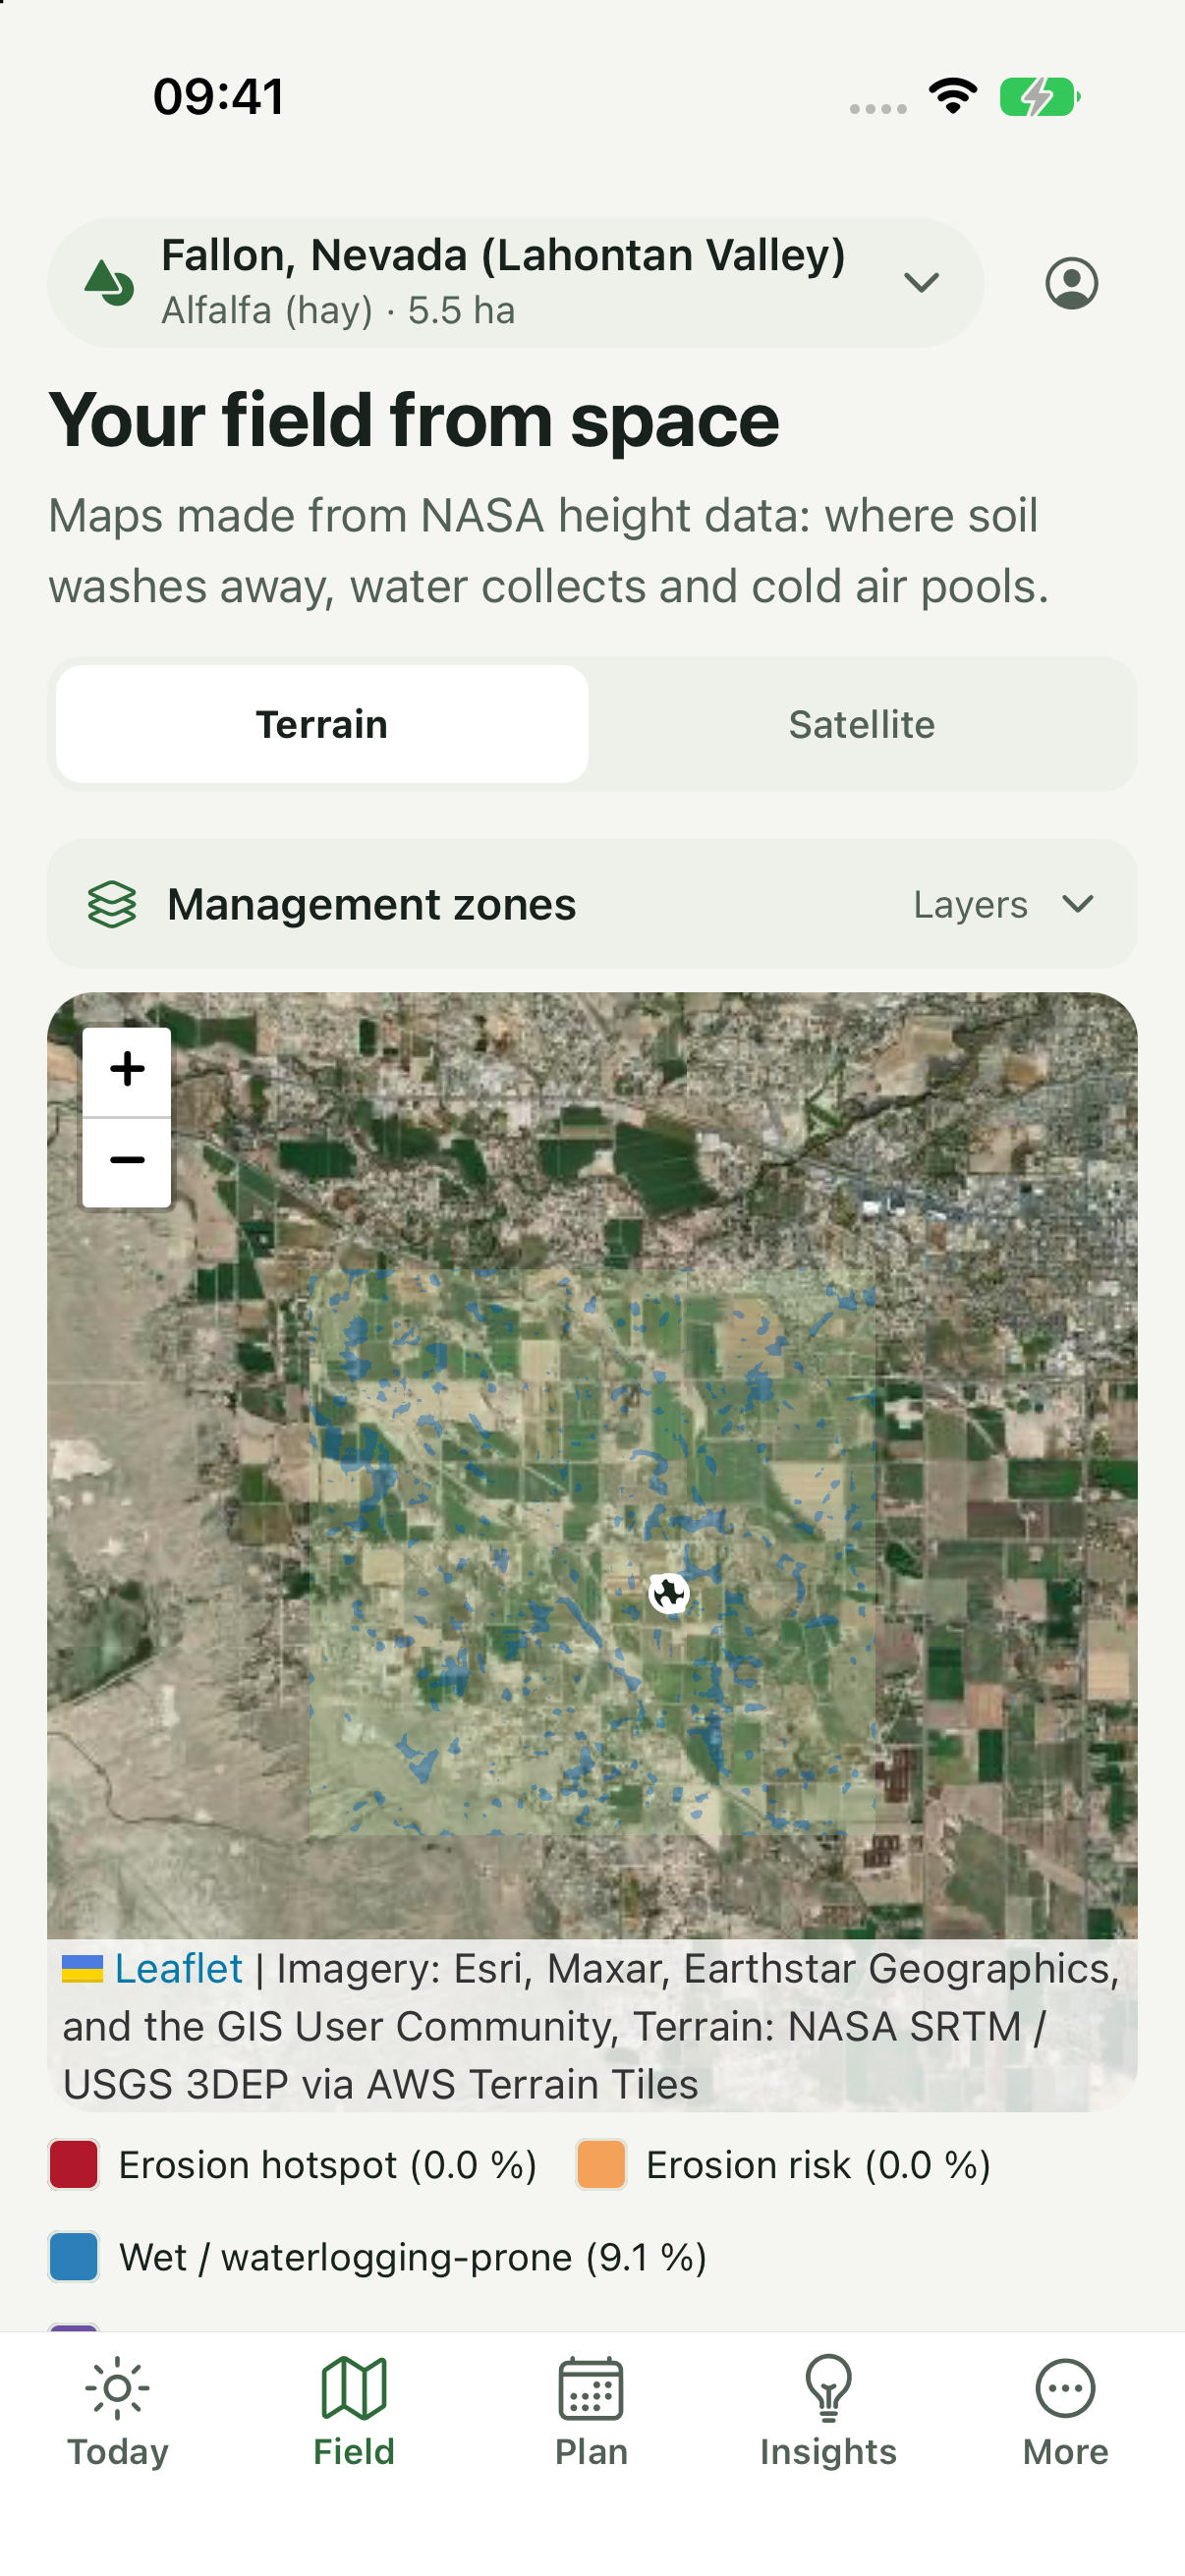 09:41
Fallon, Nevada (Lahontan Valley)
Alfalfa (hay) · 5.5 ha
Your field from space
Maps made from NASA height data: where soil
washes away, water collects and cold air pools.
Terrain
Satellite
Management zones
Layers
+
−
Leaflet | Imagery: Esri, Maxar, Earthstar Geographics,
and the GIS User Community, Terrain: NASA SRTM /
USGS 3DEP via AWS Terrain Tiles
Erosion hotspot (0.0 %)
Erosion risk (0.0 %)
Wet / waterlogging-prone (9.1 %)
Today
Field
Plan
Insights
More